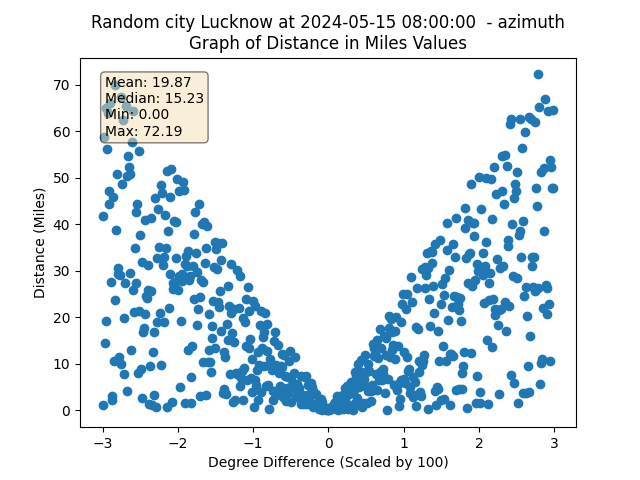 Random city Lucknow at 2024-05-15 08:00:00  - azimuth
Graph of Distance in Miles Values
Mean: 19.87
Median: 15.23
Min: 0.00
Max: 72.19
70
60
50
40
30
20
10
0
Distance (Miles)
−3 −2 −1 0 1 2 3
Degree Difference (Scaled by 100)